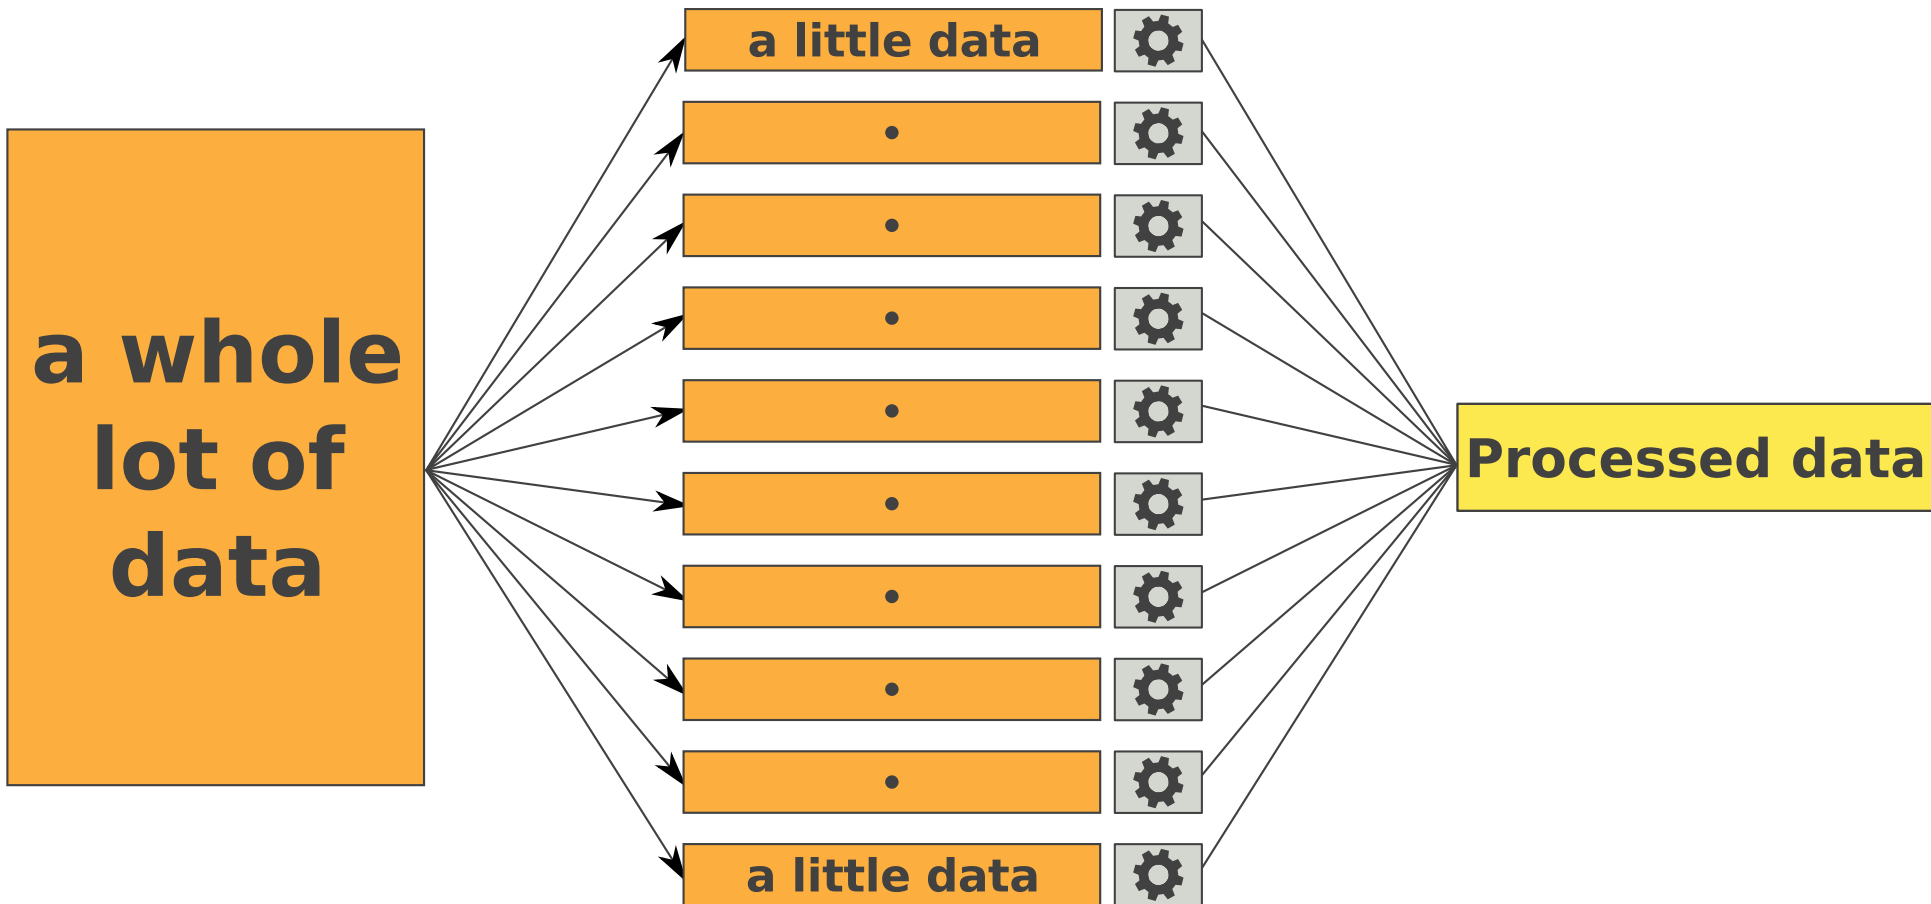 a little data
a whole
lot of
data
Processed data
a little data